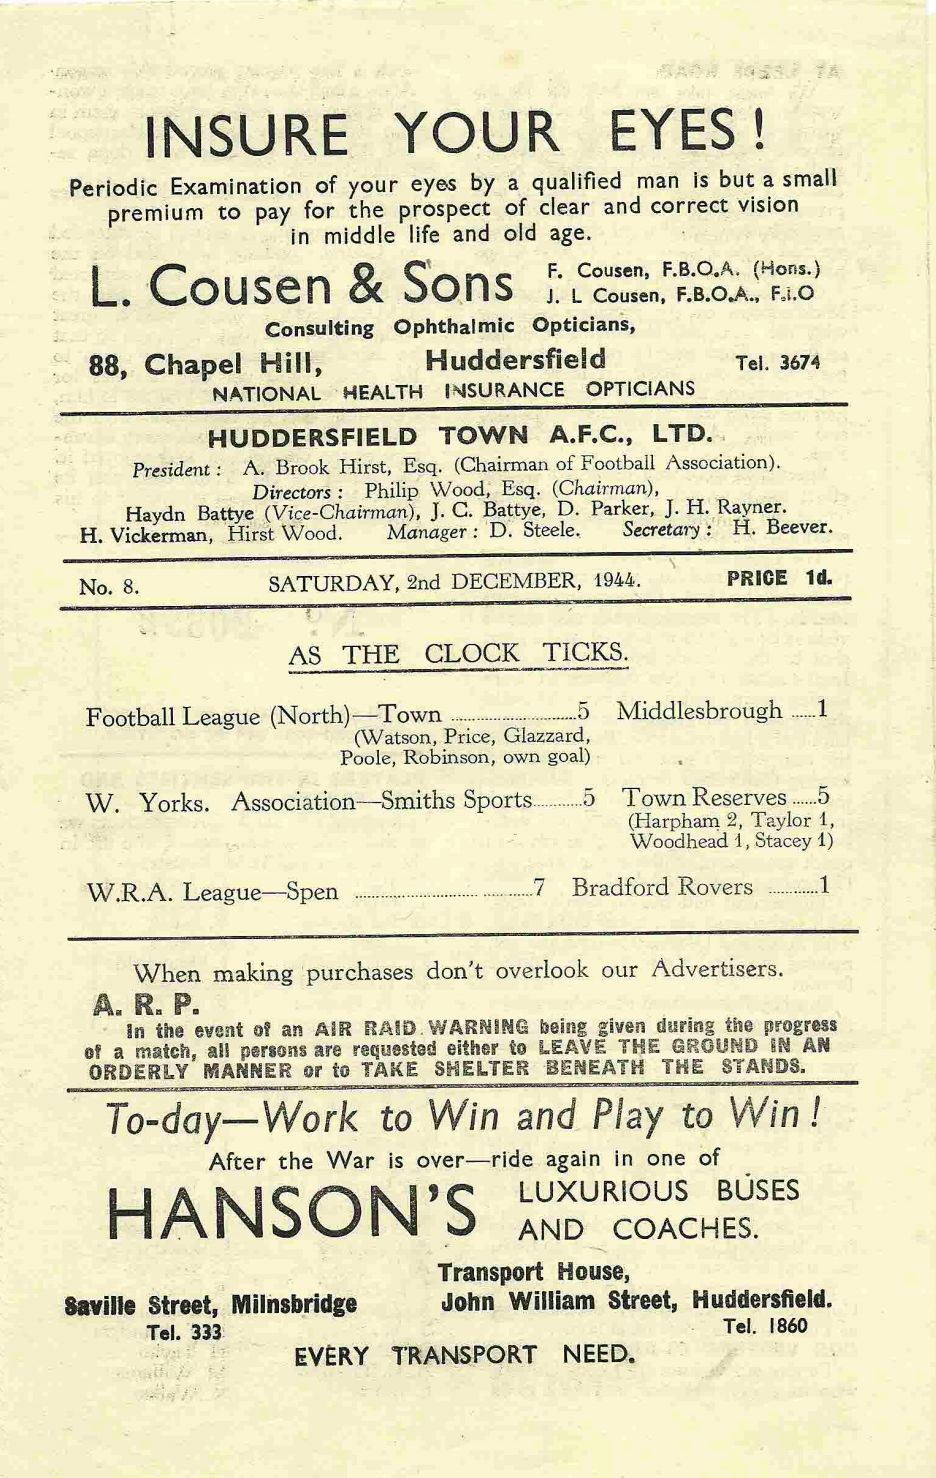 INSURE YOUR EYES!
Periodic Examination of your eyes by a qualified man is but a small
premium to pay for the prospect of clear and correct vision
in middle life and old age.
L. Cousen & Sons F. Cousen, F.B.O.A. (Hons.)
J. L Cousen, F.B.O.A., F.I.O
Consulting Ophthalmic Opticians,
88, Chapel Hill, Huddersfield Tel. 3674
NATIONAL HEALTH INSURANCE OPTICIANS
HUDDERSFIELD TOWN A.F.C., LTD.
President : A. Brook Hirst, Esq. (Chairman of Football Association).
Directors : Philip Wood, Esq. (Chairman),
Haydn Battye (Vice-Chairman), J. C. Battye, D. Parker, J. H. Rayner.
H. Vickerman, Hirst Wood. Manager : D. Steele. Secretary : H. Beever.
No. 8. SATURDAY, 2nd DECEMBER, 1944. PRICE 1d.
AS THE CLOCK TICKS.
Football League (North)—Town ..............................5 Middlesbrough .....1
(Watson, Price, Glazzard,
Poole, Robinson, own goal)
W. Yorks. Association—Smiths Sports............5 Town Reserves ......5
(Harpham 2, Taylor 1,
Woodhead 1, Stacey 1)
W.R.A. League—Spen ..........................................7 Bradford Rovers ............1
When making purchases don't overlook our Advertisers.
A. R. P.
In the event of an AIR RAID WARNING being given during the progress
of a match, all persons are requested either to LEAVE THE GROUND IN AN
ORDERLY MANNER or to TAKE SHELTER BENEATH THE STANDS.
To-day—Work to Win and Play to Win!
After the War is over—ride again in one of
HANSON'S LUXURIOUS BUSES
AND COACHES.
Transport House,
Saville Street, Milnsbridge John William Street, Huddersfield.
Tel. 333 Tel. 1860
EVERY TRANSPORT NEED.